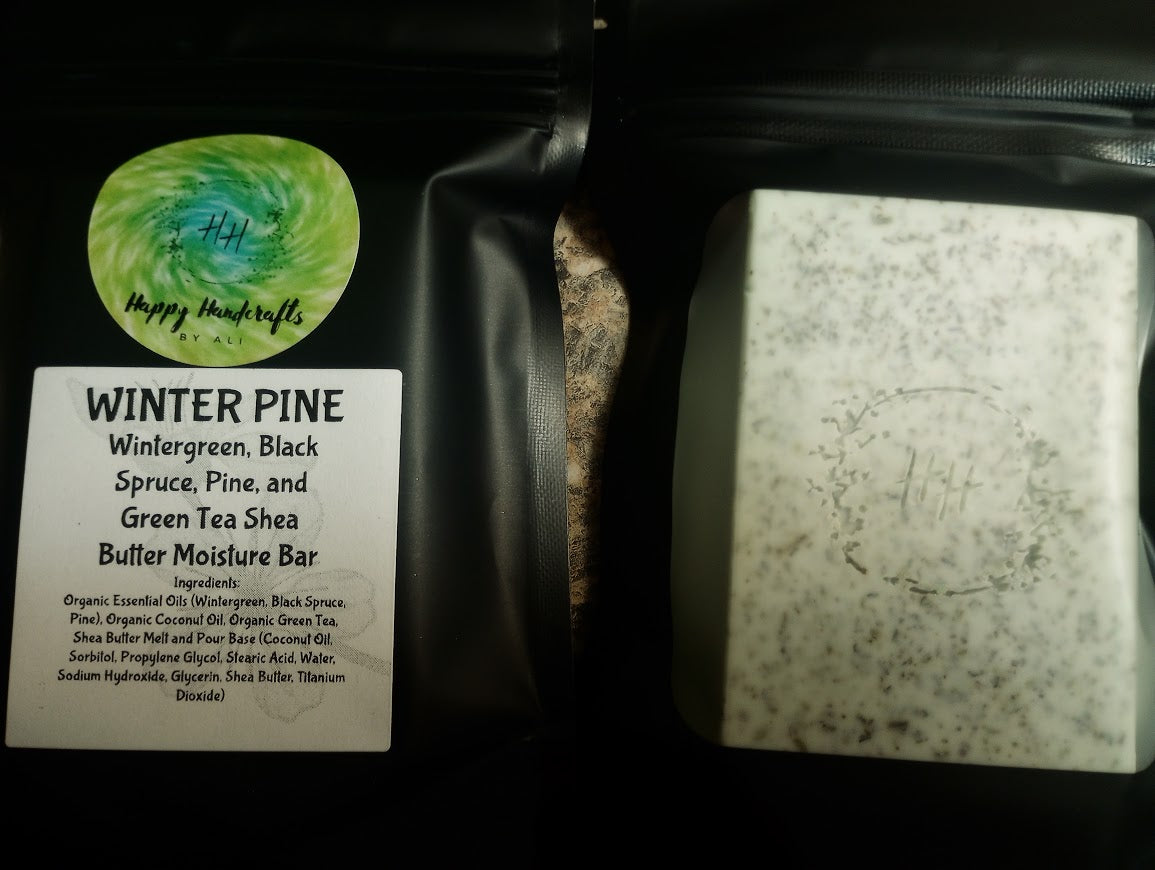 HH
Happy Handcrafts
BY ALI
WINTER PINE
Wintergreen, Black
Spruce, Pine, and
Green Tea Shea
Butter Moisture Bar
Ingredients:
Organic Essential Oils (Wintergreen, Black Spruce,
Pine), Organic Coconut Oil, Organic Green Tea,
Shea Butter Melt and Pour Base (Coconut Oil,
Sorbitol, Propylene Glycol, Stearic Acid, Water,
Sodium Hydroxide, Glycerin, Shea Butter, Titanium
Dioxide)
HH